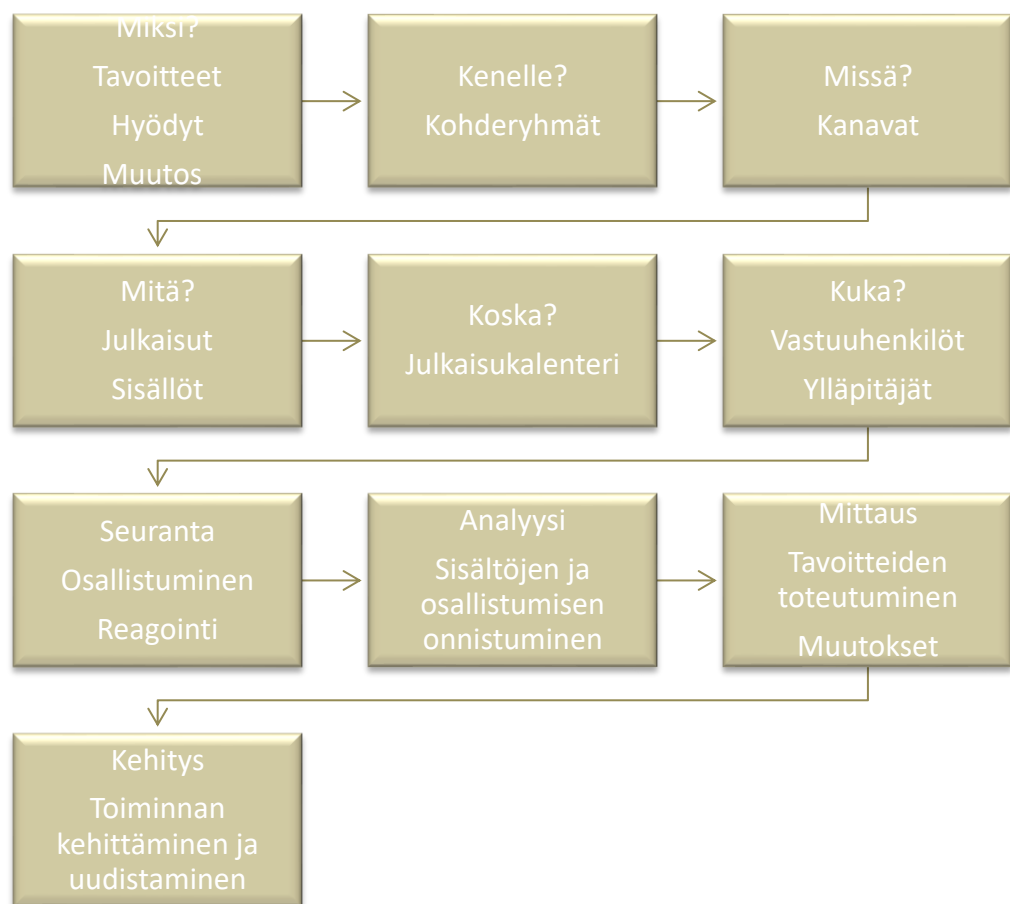 Miksi?
Tavoitteet
Hyödyt
Muutos
Kenelle?
Kohderyhmät
Missä?
Kanavat
Mitä?
Julkaisut
Sisällöt
Koska?
Julkaisukalenteri
Kuka?
Vastuuhenkilöt
Ylläpitäjät
Seuranta
Osallistuminen
Reagointi
Analyysi
Sisältöjen ja
osallistumisen
onnistuminen
Mittaus
Tavoitteiden
toteutuminen
Muutokset
Kehitys
Toiminnan
kehittäminen ja
uudistaminen